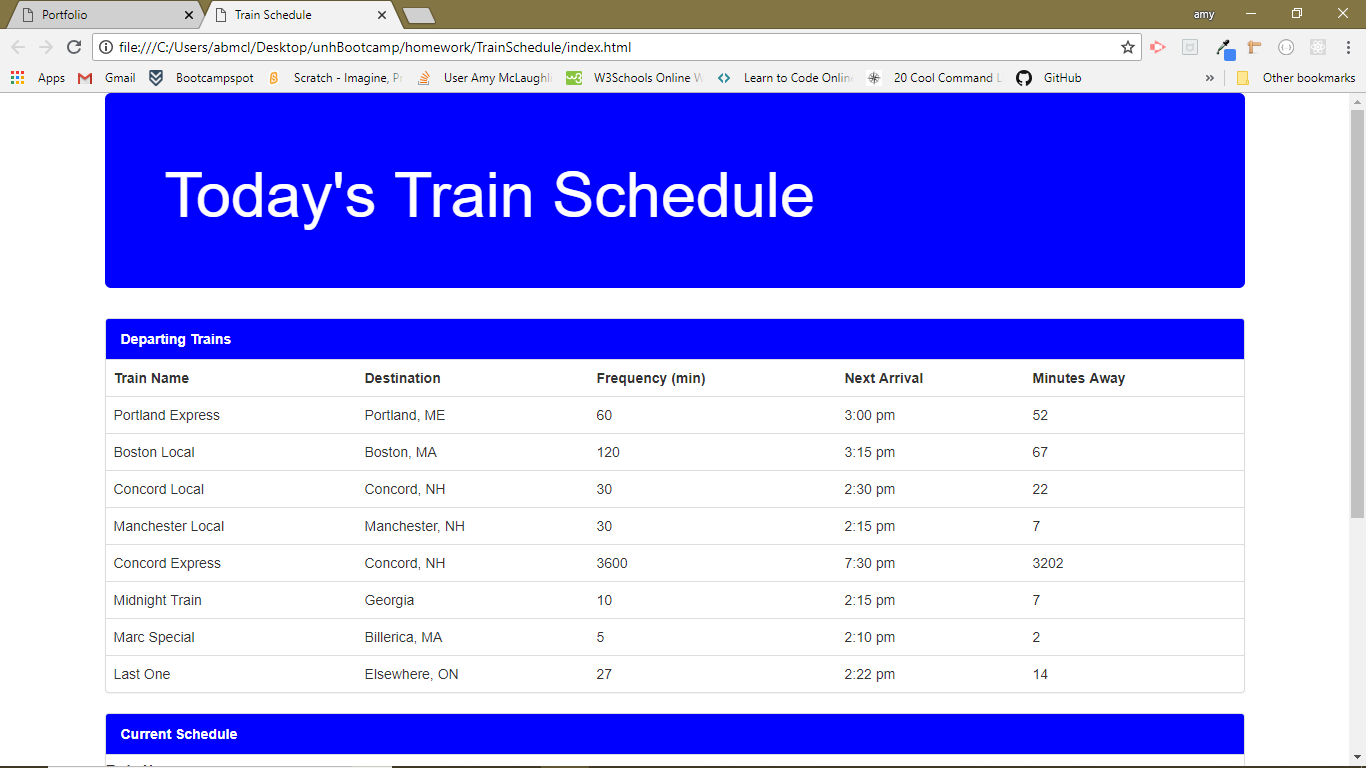 Portfolio
Train Schedule
amy
file:///C:/Users/abmcl/Desktop/unhBootcamp/homework/TrainSchedule/index.html
Apps Gmail Bootcampspot Scratch - Imagine, Pr User Amy McLaughli W3Schools Online W Learn to Code Online 20 Cool Command L GitHub » Other bookmarks
Today's Train Schedule
Departing Trains
Train Name Destination Frequency (min) Next Arrival Minutes Away
Portland Express Portland, ME 60 3:00 pm 52
Boston Local Boston, MA 120 3:15 pm 67
Concord Local Concord, NH 30 2:30 pm 22
Manchester Local Manchester, NH 30 2:15 pm 7
Concord Express Concord, NH 3600 7:30 pm 3202
Midnight Train Georgia 10 2:15 pm 7
Marc Special Billerica, MA 5 2:10 pm 2
Last One Elsewhere, ON 27 2:22 pm 14
Current Schedule